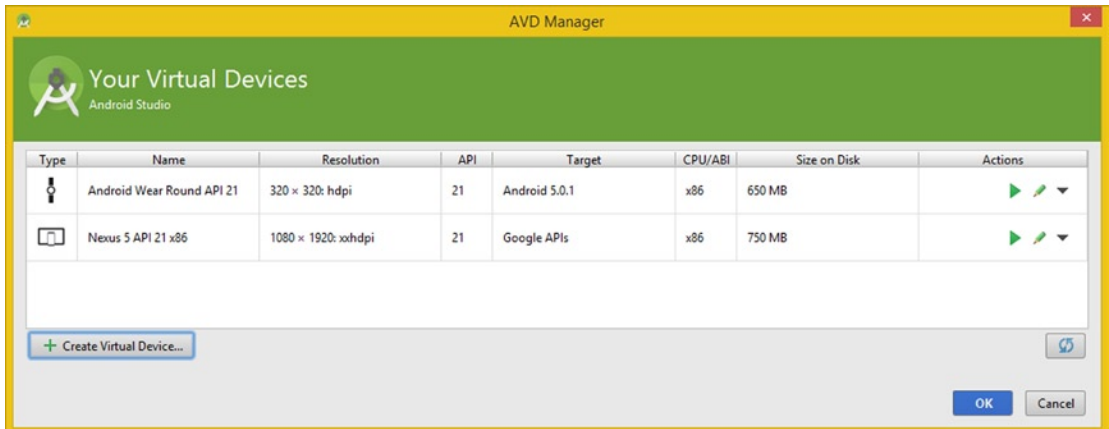 AVD Manager
Your Virtual Devices
Android Studio
Type Name Resolution API Target CPU/ABI Size on Disk Actions
Android Wear Round API 21 320 × 320: hdpi 21 Android 5.0.1 x86 650 MB
Nexus 5 API 21 x86 1080 × 1920: xxhdpi 21 Google APIs x86 750 MB
Create Virtual Device...
OK Cancel